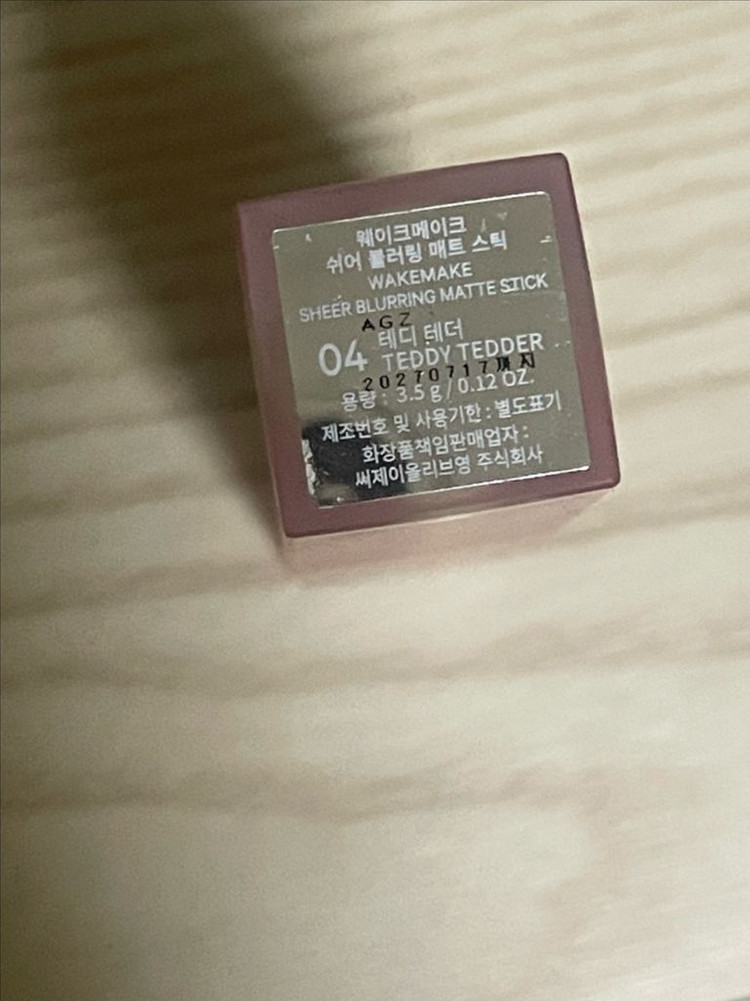 웨이크메이크
쉬어 블러링 매트 스틱
WAKEMAKE
SHEER BLURRING MATTE STICK
AGZ
04 테디 테더
TEDDY TEDDER
20270717까지
용량 : 3.5 g / 0.12 OZ.
제조번호 및 사용기한 : 별도표기
화장품책임판매업자 :
씨제이올리브영 주식회사